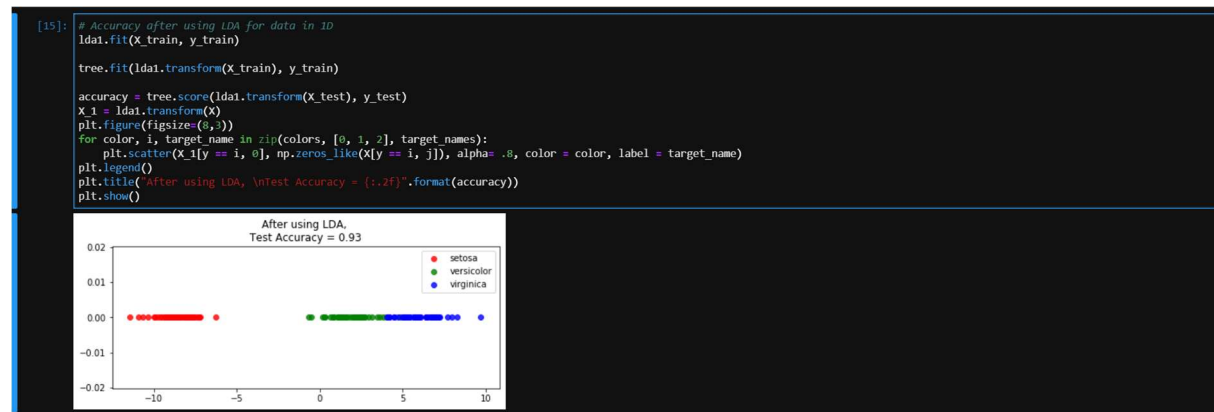 [15]: # Accuracy after using LDA for data in 1D
lda1.fit(X_train, y_train)
tree.fit(lda1.transform(X_train), y_train)
accuracy = tree.score(lda1.transform(X_test), y_test)
X_1 = lda1.transform(X)
plt.figure(figsize=(8,3))
for color, i, target_name in zip(colors, [0, 1, 2], target_names):
    plt.scatter(X_1[y == i, 0], np.zeros_like(X[y == i, j]), alpha= .8, color = color, label = target_name)
plt.legend()
plt.title("After using LDA, \nTest Accuracy = {:.2f}".format(accuracy))
plt.show()
After using LDA,
Test Accuracy = 0.93
0.02
setosa
versicolor
0.01
virginica
0.00
−0.01
−0.02
−10 −5 0 5 10